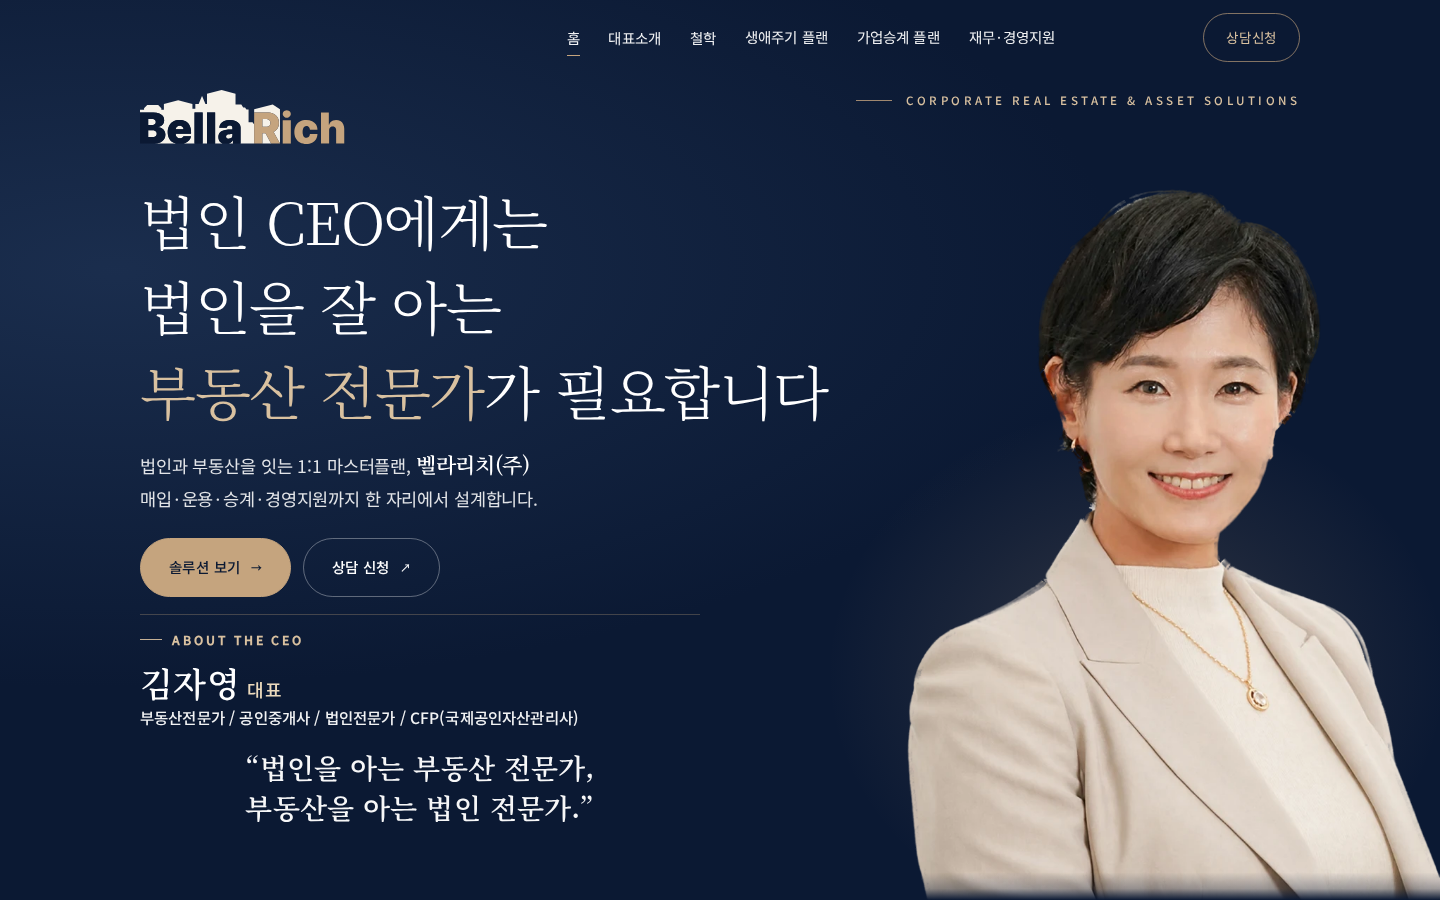 홈 대표소개 철학 생애주기 플랜 가업승계 플랜 재무·경영지원 상담신청
CORPORATE REAL ESTATE & ASSET SOLUTIONS
Bella Rich
법인 CEO에게는
법인을 잘 아는
부동산 전문가가 필요합니다
법인과 부동산을 잇는 1:1 마스터플랜, 벨라리치(주)
매입·운용·승계·경영지원까지 한 자리에서 설계합니다.
솔루션 보기 → 상담 신청 ↗
ABOUT THE CEO
김자영 대표
부동산전문가 / 공인중개사 / 법인전문가 / CFP(국제공인자산관리사)
“법인을 아는 부동산 전문가,
부동산을 아는 법인 전문가.”